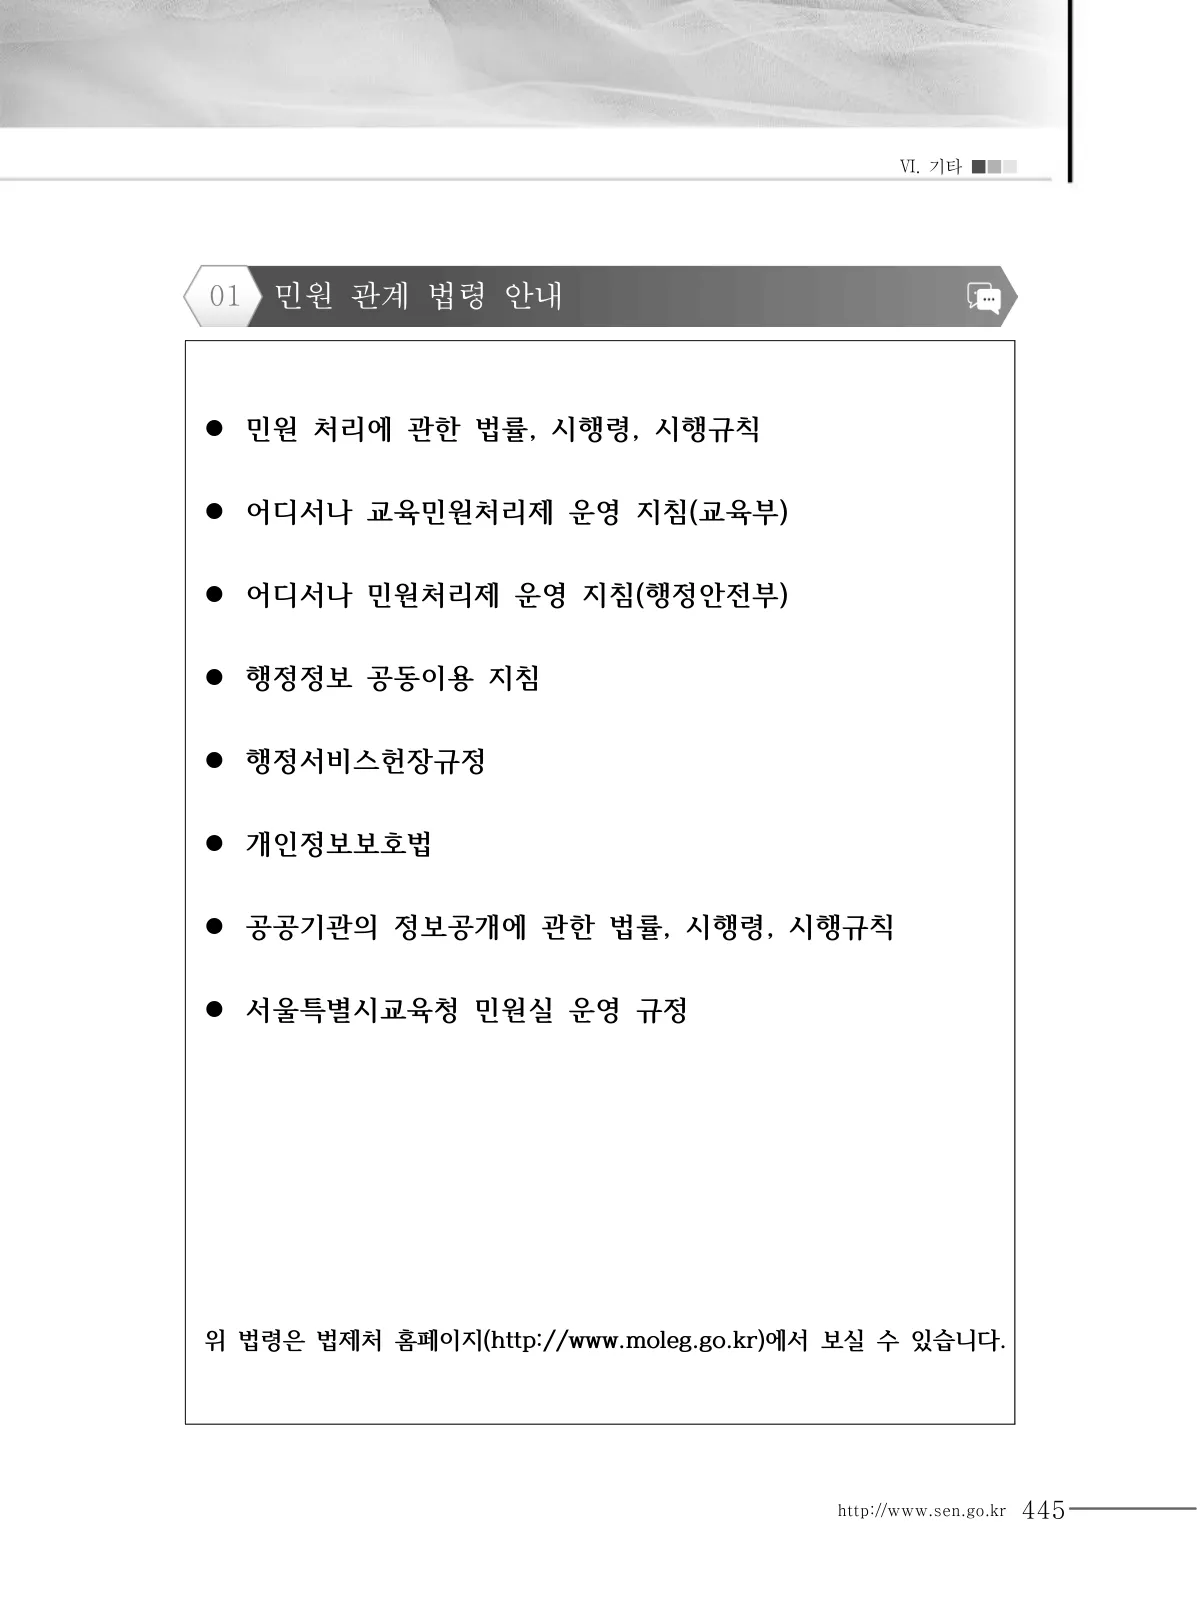 Ⅵ. 기타
01 민원 관계 법령 안내
● 민원 처리에 관한 법률, 시행령, 시행규칙
● 어디서나 교육민원처리제 운영 지침(교육부)
● 어디서나 민원처리제 운영 지침(행정안전부)
● 행정정보 공동이용 지침
● 행정서비스헌장규정
● 개인정보보호법
● 공공기관의 정보공개에 관한 법률, 시행령, 시행규칙
● 서울특별시교육청 민원실 운영 규정
위 법령은 법제처 홈페이지(http://www.moleg.go.kr)에서 보실 수 있습니다.
http://www.sen.go.kr 445